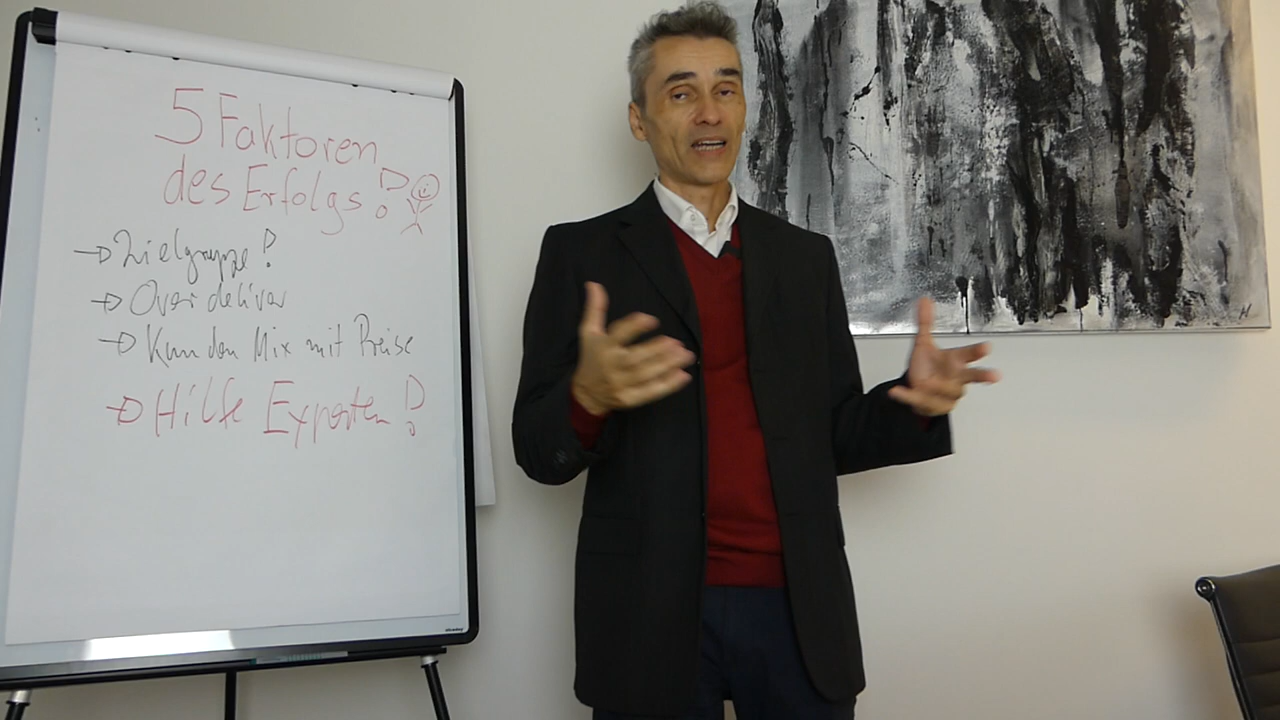 5 Faktoren
des Erfolgs!
→ Zielgruppe!
→ Over deliver
→ Kunden Mix mit Preise
→ Hilfe Experten!